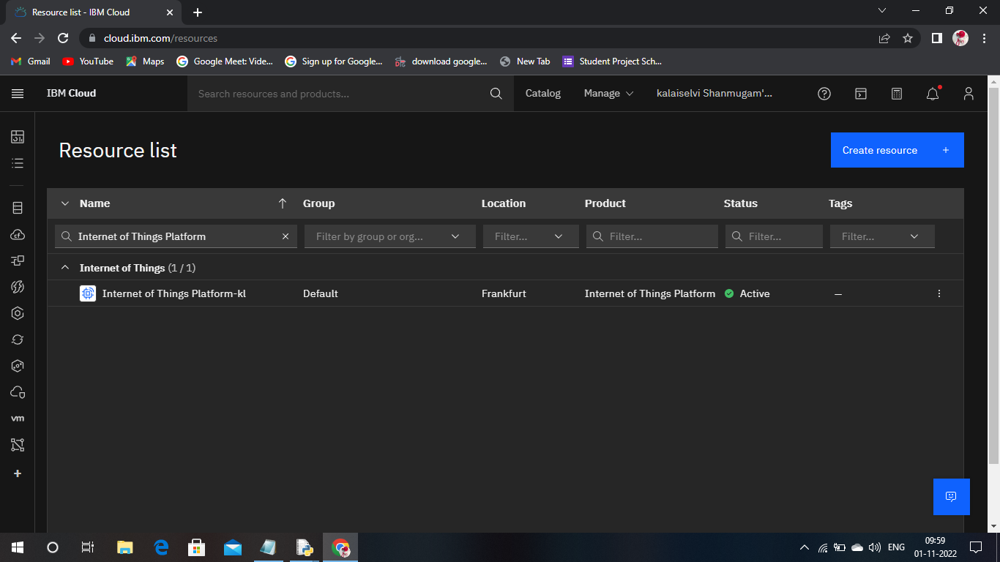 Resource list - IBM Cloud
cloud.ibm.com/resources
Gmail YouTube Maps Google Meet: Vide... Sign up for Google... download google... New Tab Student Project Sch...
IBM Cloud Search resources and products... Catalog Manage kalaiselvi Shanmugam'...
Resource list
Create resource +
Name Group Location Product Status Tags
Internet of Things Platform Filter by group or org... Filter... Filter... Filter... Filter...
Internet of Things (1 / 1)
Internet of Things Platform-kl Default Frankfurt Internet of Things Platform Active –
vm
ENG
09:59
01-11-2022